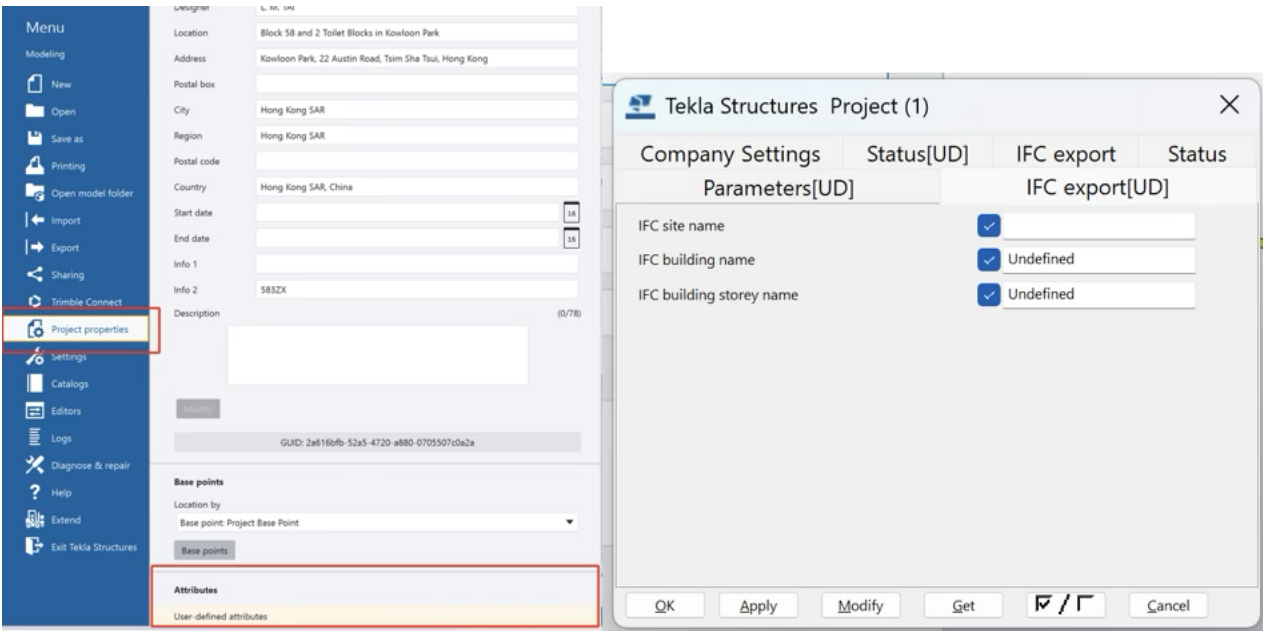 Menu
Modeling
New
Open
Save as
Printing
Open model folder
Import
Export
Sharing
Trimble Connect
Project properties
Settings
Catalogs
Editors
Logs
Diagnose & repair
Help
Extend
Exit Tekla Structures
Designer
Location Block 58 and 2 Toilet Blocks in Kowloon Park
Address Kowloon Park, 22 Austin Road, Tsim Sha Tsui, Hong Kong
Postal box
City Hong Kong SAR
Region Hong Kong SAR
Postal code
Country Hong Kong SAR, China
Start date 16
End date 16
Info 1
Info 2 583ZX
Description (0/78)
Modify
GUID: 2a616bfb-52a5-4720-a880-0705507c0a2a
Base points
Location by
Base point: Project Base Point
Base points
Attributes
User-defined attributes
Tekla Structures Project (1)
Company Settings Status[UD] IFC export Status
Parameters[UD] IFC export[UD]
IFC site name
IFC building name Undefined
IFC building storey name Undefined
OK Apply Modify Get / Cancel